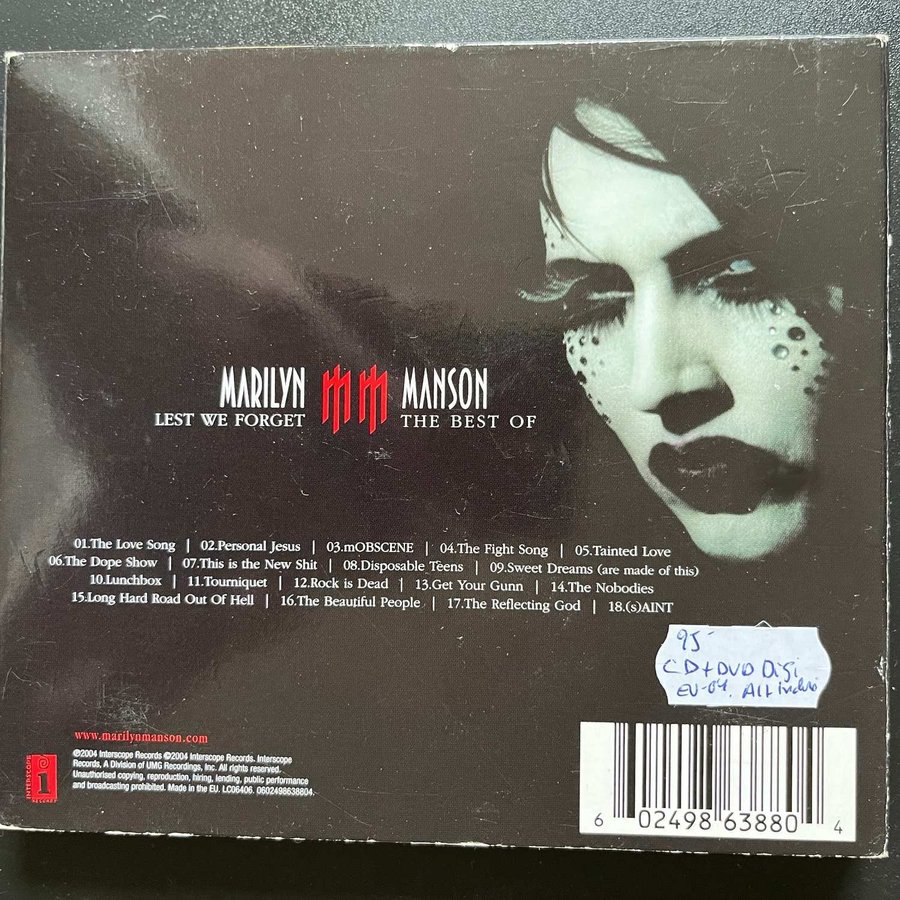 MARILYN MANSON
LEST WE FORGET THE BEST OF
01.The Love Song | 02.Personal Jesus | 03.mOBSCENE | 04.The Fight Song | 05.Tainted Love
06.The Dope Show | 07.This is the New Shit | 08.Disposable Teens | 09.Sweet Dreams (are made of this)
10.Lunchbox | 11.Tourniquet | 12.Rock is Dead | 13.Get Your Gunn | 14.The Nobodies
15.Long Hard Road Out Of Hell | 16.The Beautiful People | 17.The Reflecting God | 18.(s)AINT
95-
CD+DVD Digi
EU-04. Allt
www.marilynmanson.com
℗2004 Interscope Records ©2004 Interscope Records. Interscope
Records, A Division of UMG Recordings, Inc. All rights reserved.
Unauthorised copying, reproduction, hiring, lending, public performance
and broadcasting prohibited. Made in the EU. LC06406. 0602498638804.
INTERSCOPE
i
RECORDS
6 02498 63880 4